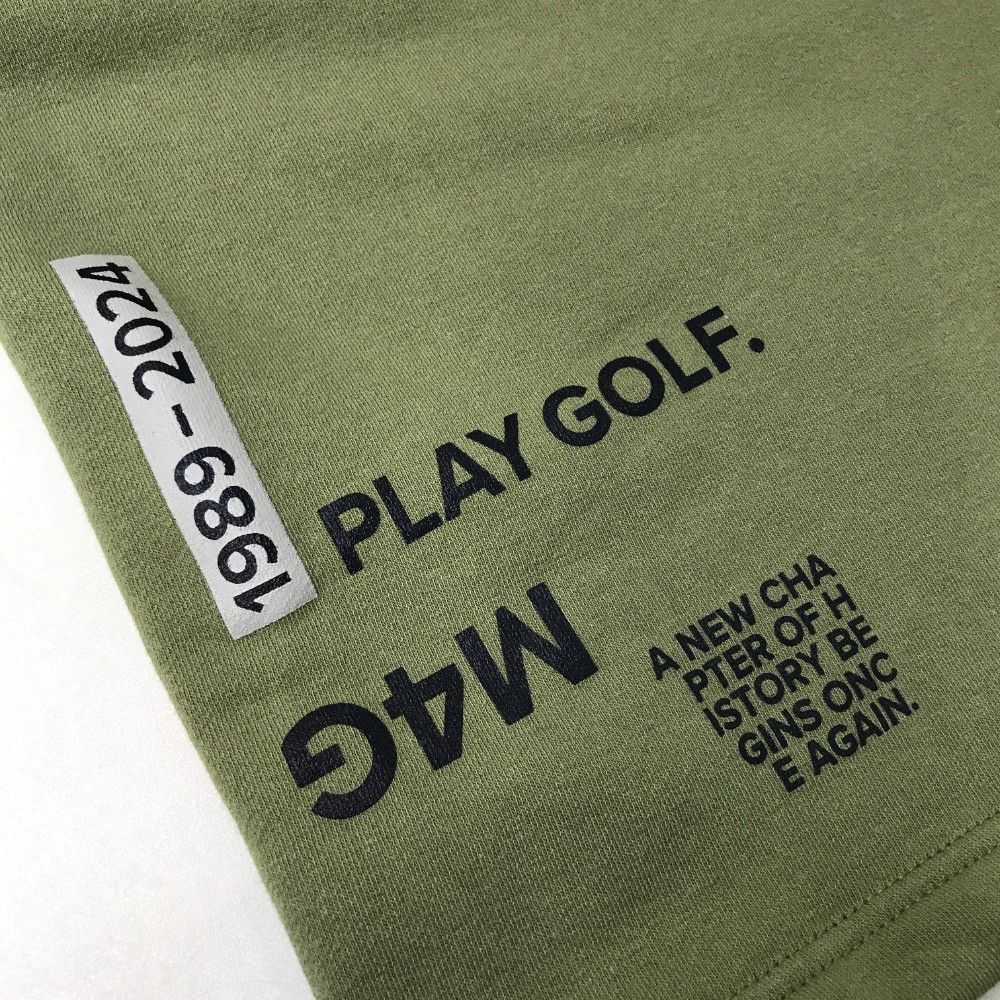 1989 - 2024
PLAY GOLF.
M4G
A NEW CHA
PTER OF H
ISTORY BE
GINS ONC
E AGAIN.